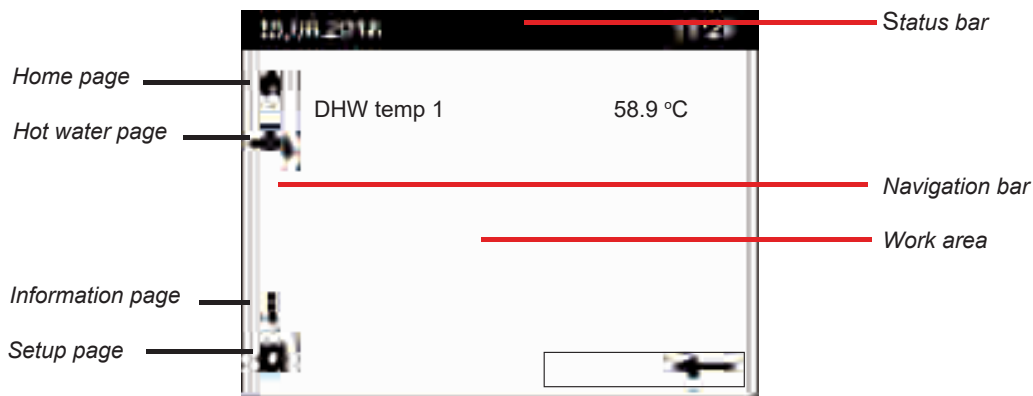 Status bar
Home page
DHW temp 1 58.9 °C
Hot water page
Navigation bar
Work area
Information page
Setup page